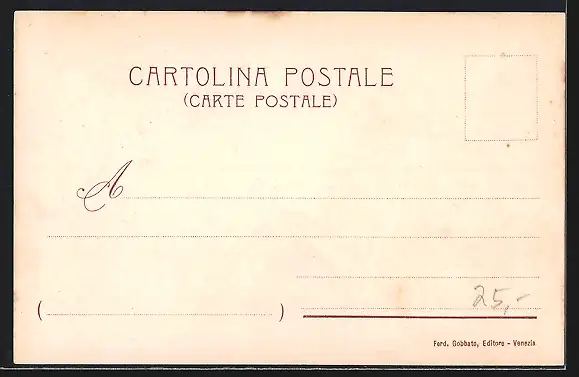 CARTOLINA POSTALE
(CARTE POSTALE)
A
( )
25,-
Ferd. Gobbato, Editore - Venezia